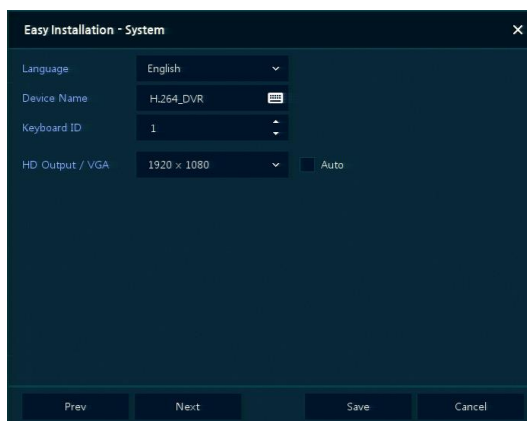 Easy Installation - System
Language English
Device Name H.264_DVR
Keyboard ID 1
HD Output / VGA 1920 × 1080 Auto
Prev Next Save Cancel